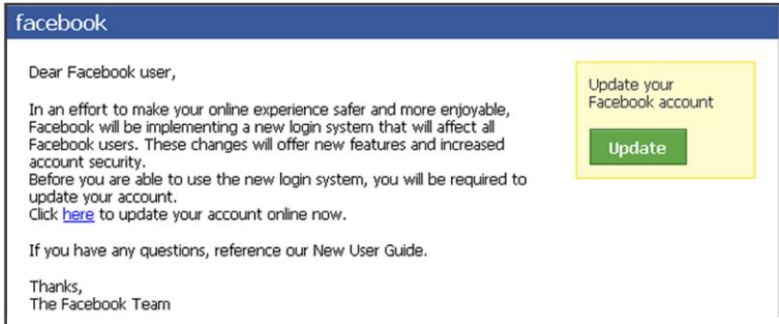 facebook
Dear Facebook user,
In an effort to make your online experience safer and more enjoyable,
Facebook will be implementing a new login system that will affect all
Facebook users. These changes will offer new features and increased
account security.
Before you are able to use the new login system, you will be required to
update your account.
Click here to update your account online now.
If you have any questions, reference our New User Guide.
Thanks,
The Facebook Team
Update your
Facebook account
Update